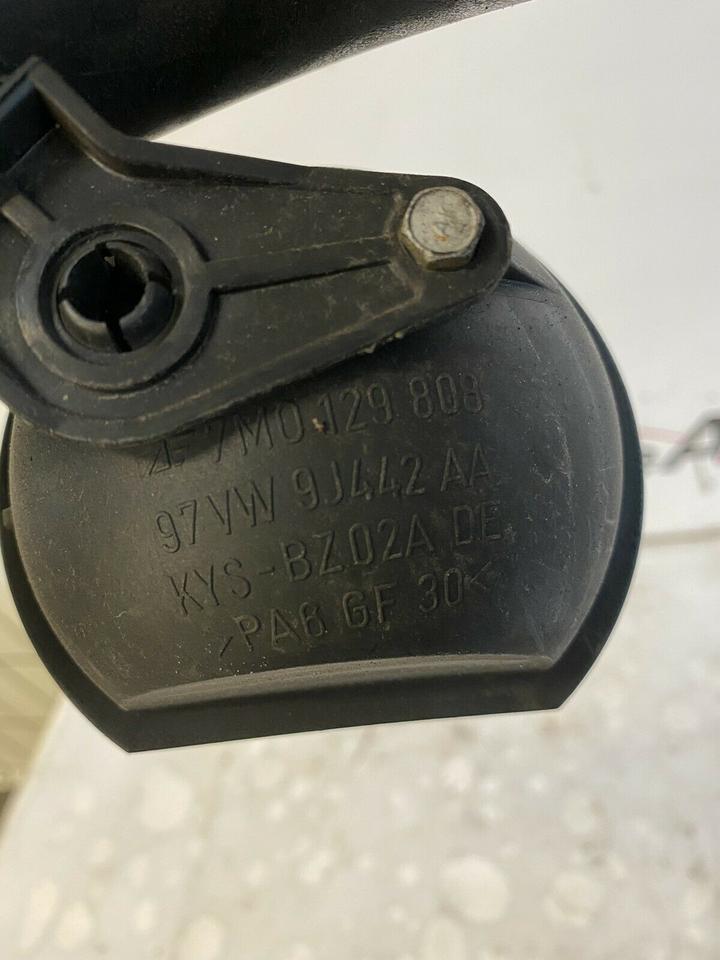 7M0 129 808
97VW 9J442 AA
KYS-BZ02A DE
>PA6 GF 30<